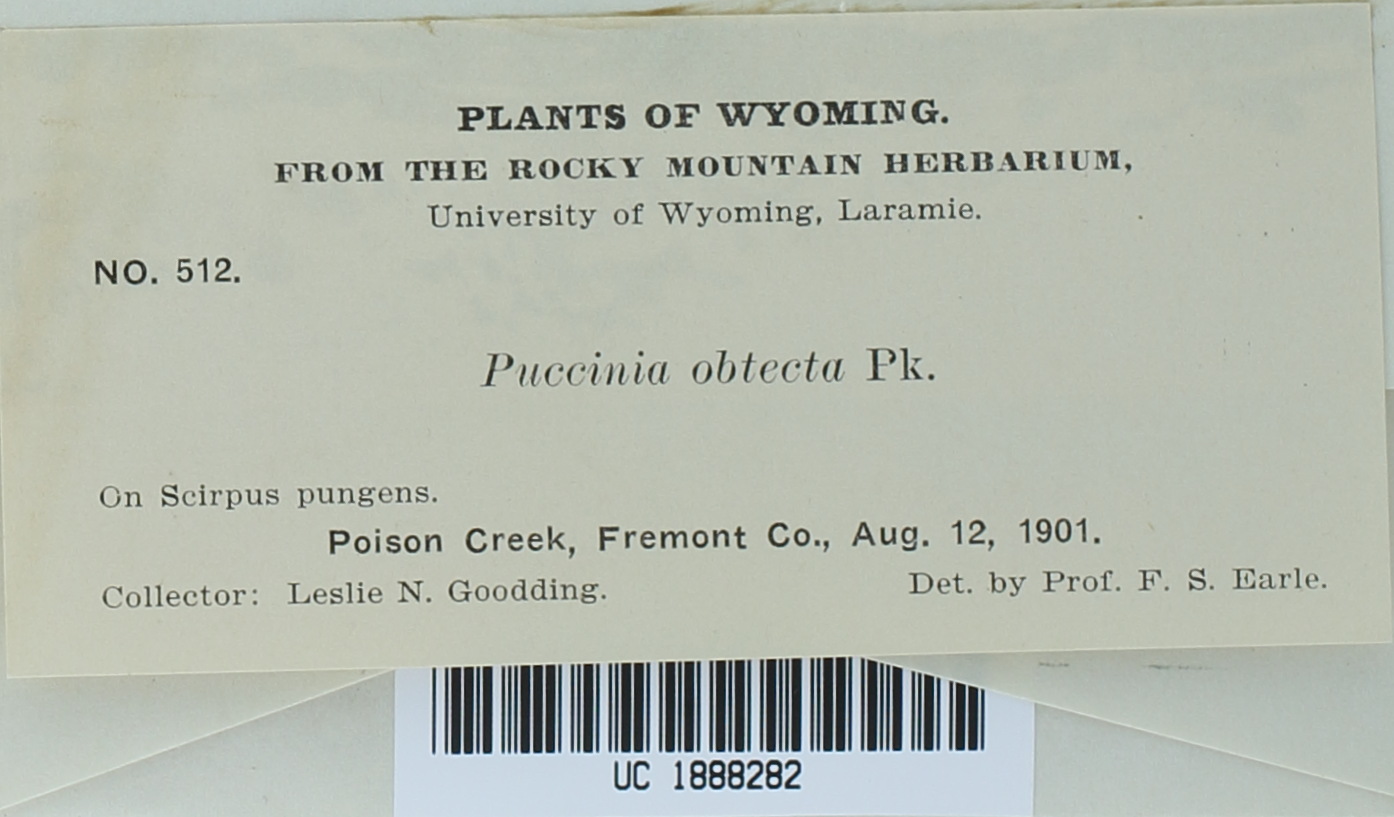 PLANTS OF WYOMING.
FROM THE ROCKY MOUNTAIN HERBARIUM,
University of Wyoming, Laramie.
NO. 512.
Puccinia obtecta Pk.
On Scirpus pungens.
Poison Creek, Fremont Co., Aug. 12, 1901.
Collector: Leslie N. Goodding. Det. by Prof. F. S. Earle.
UC 1888282